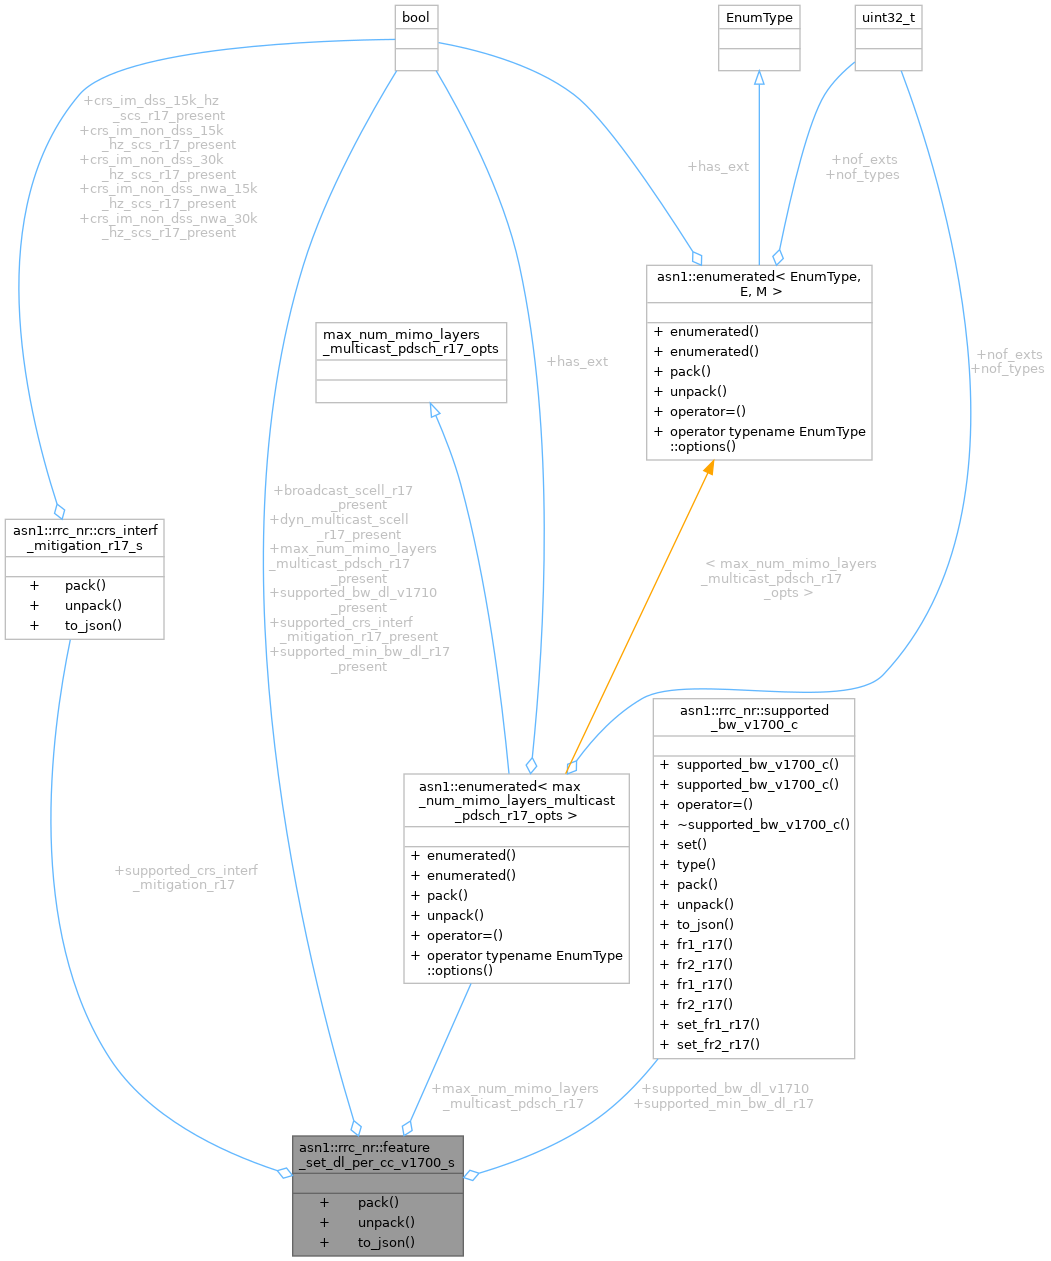 bool
EnumType
uint32_t
+crs_im_dss_15k_hz
_scs_r17_present
+crs_im_non_dss_15k
_hz_scs_r17_present
+crs_im_non_dss_30k
_hz_scs_r17_present
+crs_im_non_dss_nwa_15k
_hz_scs_r17_present
+crs_im_non_dss_nwa_30k
_hz_scs_r17_present
+has_ext
+nof_exts
+nof_types
asn1::enumerated< EnumType,
E, M >
+ enumerated()
+ enumerated()
+ pack()
+ unpack()
+ operator=()
+ operator typename EnumType
::options()
max_num_mimo_layers
_multicast_pdsch_r17_opts
+has_ext
+nof_exts
+nof_types
+broadcast_scell_r17
_present
+dyn_multicast_scell
_r17_present
+max_num_mimo_layers
_multicast_pdsch_r17
_present
+supported_bw_dl_v1710
_present
+supported_crs_interf
_mitigation_r17_present
+supported_min_bw_dl_r17
_present
asn1::rrc_nr::crs_interf
_mitigation_r17_s
+ pack()
+ unpack()
+ to_json()
< max_num_mimo_layers
_multicast_pdsch_r17
_opts >
asn1::rrc_nr::supported
_bw_v1700_c
+ supported_bw_v1700_c()
+ supported_bw_v1700_c()
+ operator=()
+ ~supported_bw_v1700_c()
+ set()
+ type()
+ pack()
+ unpack()
+ to_json()
+ fr1_r17()
+ fr2_r17()
+ fr1_r17()
+ fr2_r17()
+ set_fr1_r17()
+ set_fr2_r17()
asn1::enumerated< max
_num_mimo_layers_multicast
_pdsch_r17_opts >
+ enumerated()
+ enumerated()
+ pack()
+ unpack()
+ operator=()
+ operator typename EnumType
::options()
+supported_crs_interf
_mitigation_r17
+max_num_mimo_layers
_multicast_pdsch_r17
+supported_bw_dl_v1710
+supported_min_bw_dl_r17
asn1::rrc_nr::feature
_set_dl_per_cc_v1700_s
+ pack()
+ unpack()
+ to_json()